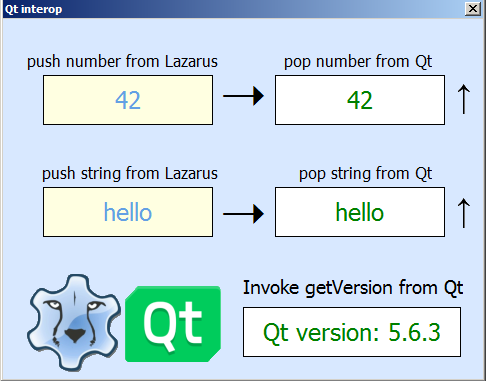 Qt interop
push number from Lazarus
pop number from Qt
42
42
push string from Lazarus
pop string from Qt
hello
hello
Invoke getVersion from Qt
Qt
Qt version: 5.6.3